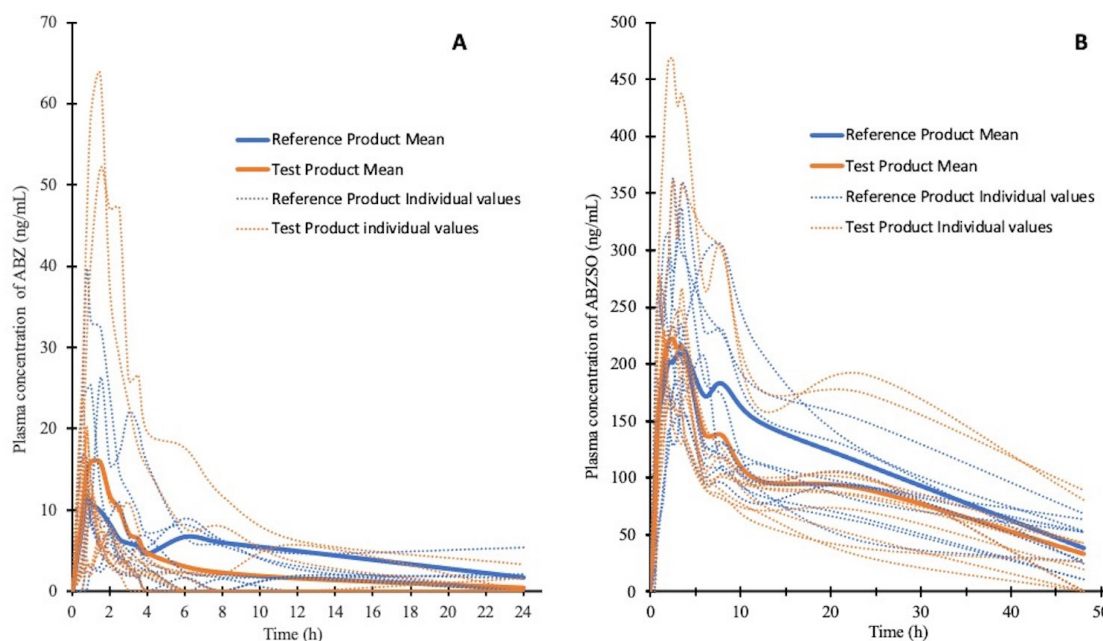 A
70
60
50
40
30
20
10
0
Plasma concentration of ABZ (ng/mL)
Reference Product Mean
Test Product Mean
Reference Product Individual values
Test Product individual values
0 2 4 6 8 10 12 14 16 18 20 22 24
Time (h)
B
500
450
400
350
300
250
200
150
100
50
0
Plasma concentration of ABZSO (ng/mL)
Reference Product Mean
Test Product Mean
Reference Product Individual values
Test Product Individual values
0 10 20 30 40 50
Time (h)